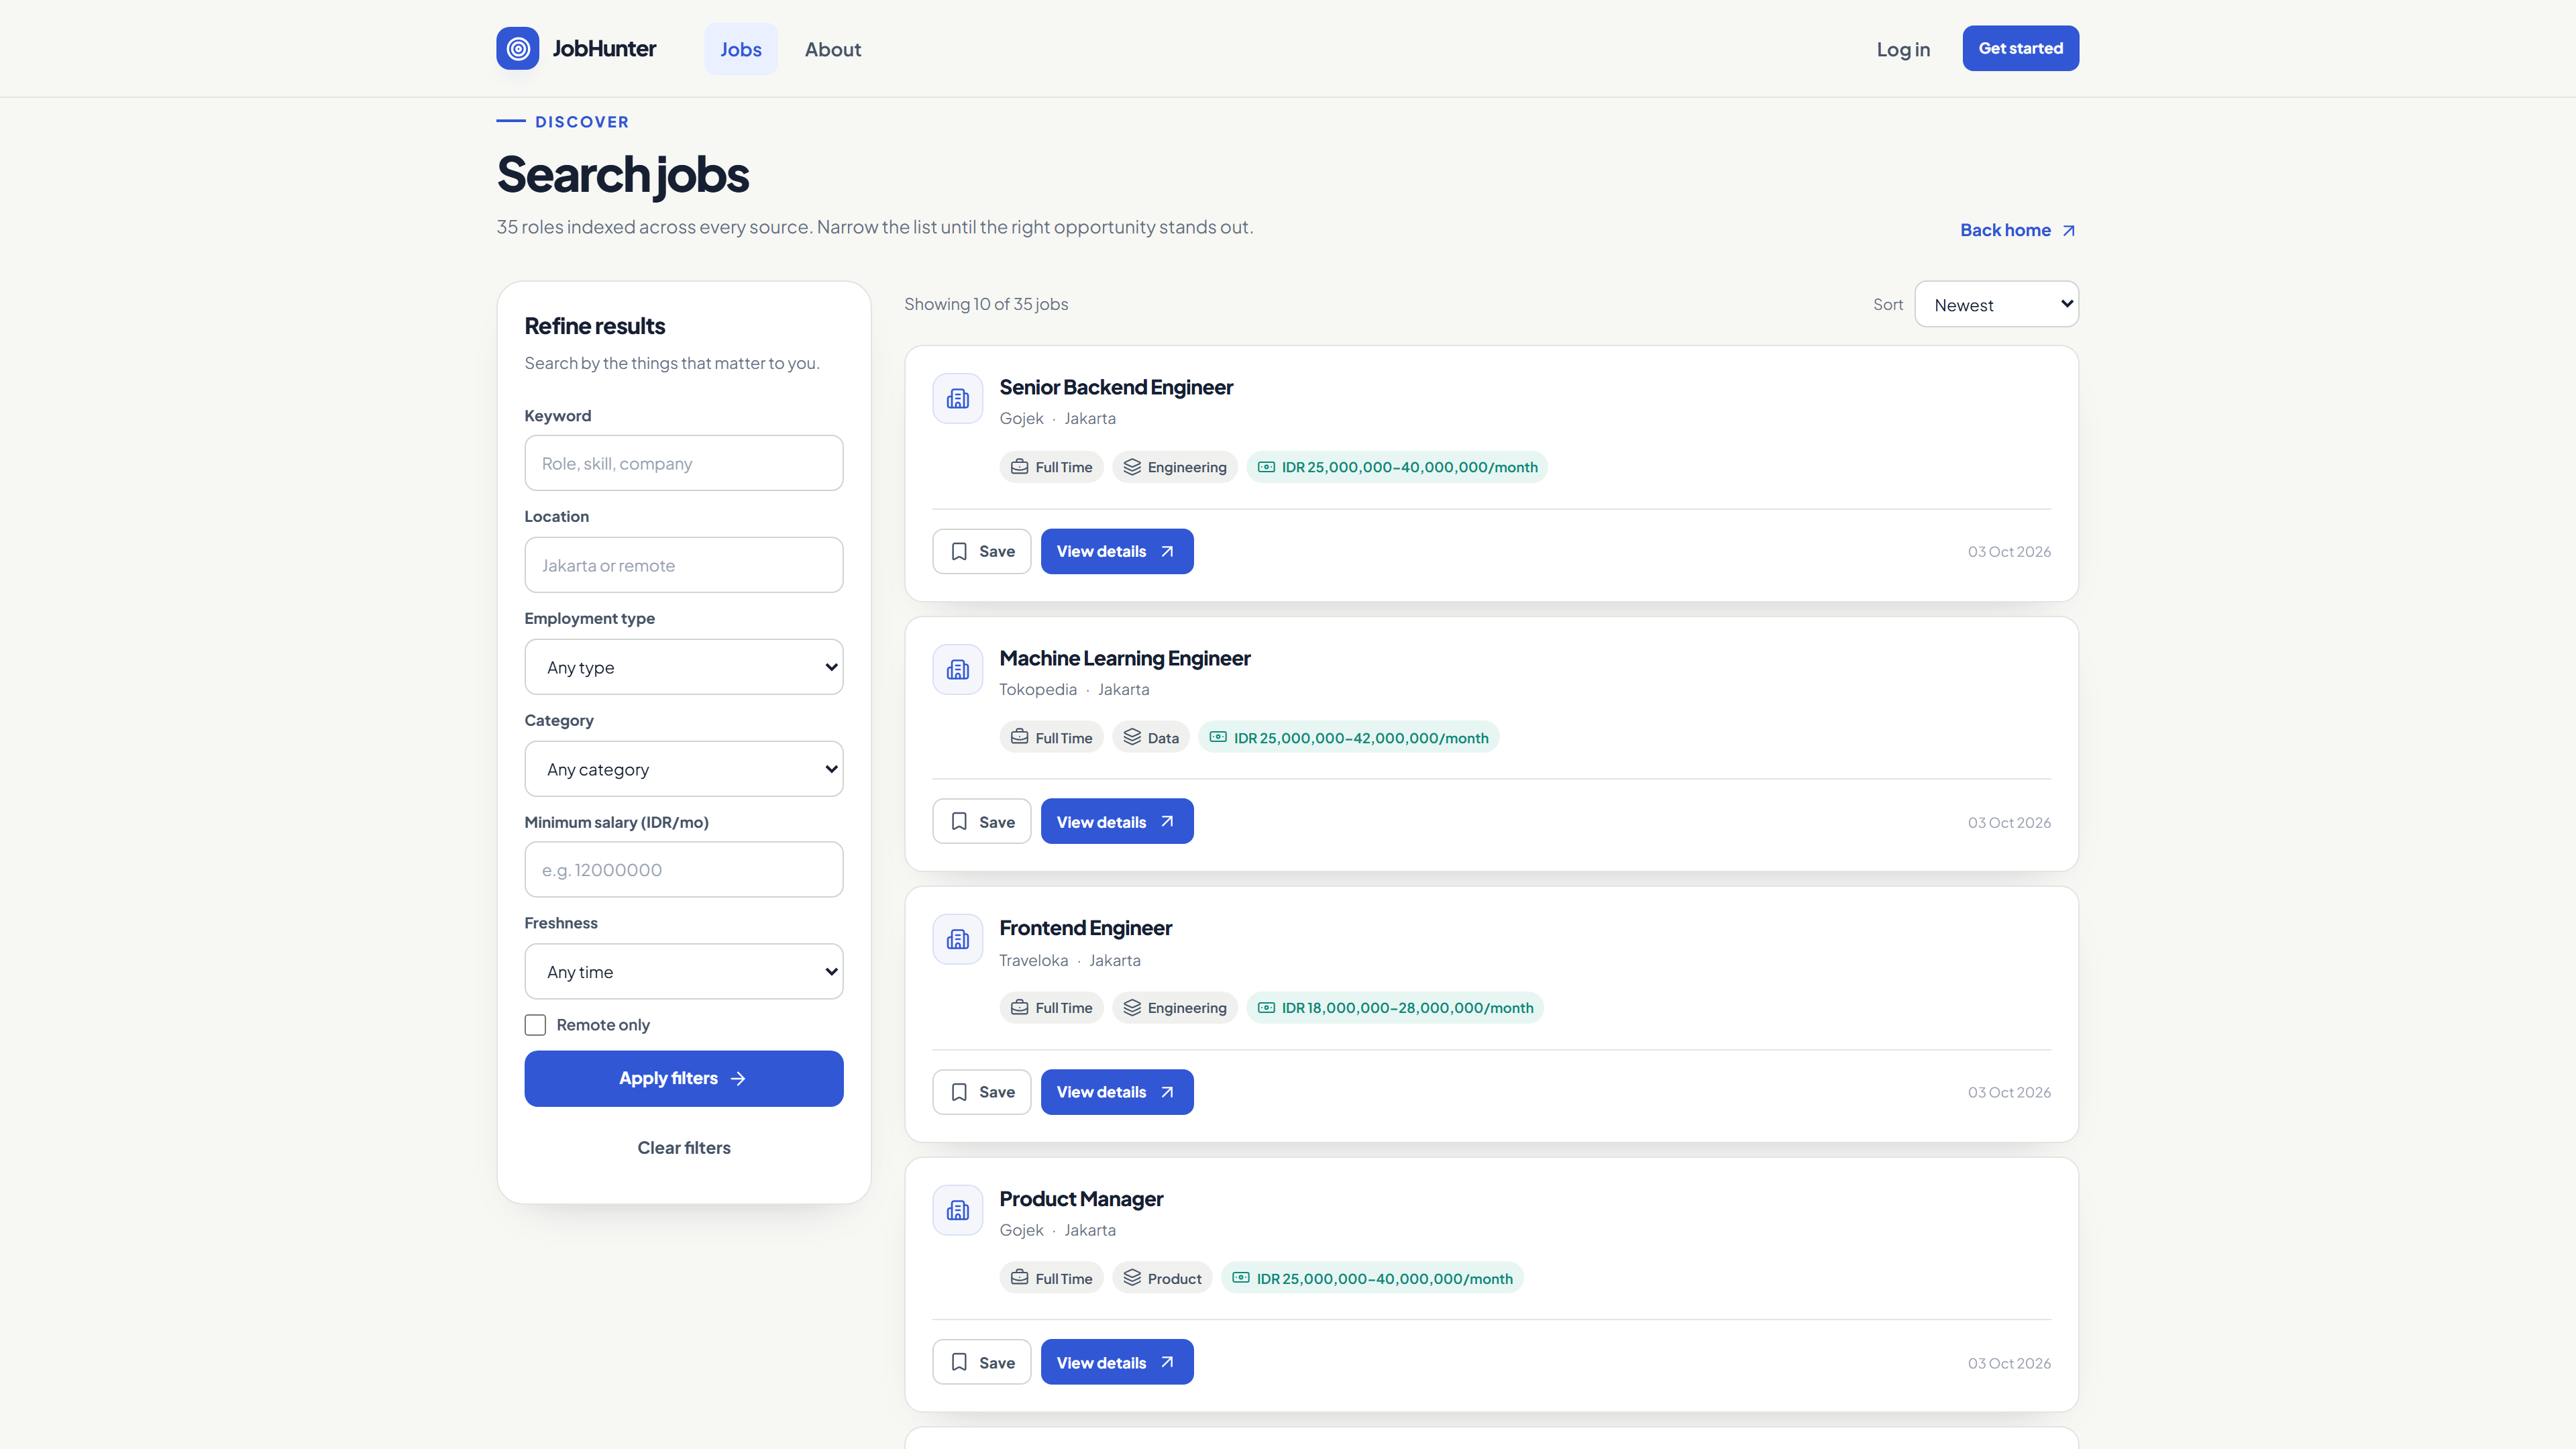 JobHunter
Jobs
About
Log in
Get started
DISCOVER
Search jobs
35 roles indexed across every source. Narrow the list until the right opportunity stands out.
Back home
Refine results
Search by the things that matter to you.
Keyword
Role, skill, company
Location
Jakarta or remote
Employment type
Any type
Category
Any category
Minimum salary (IDR/mo)
e.g. 12000000
Freshness
Any time
Remote only
Apply filters
Clear filters
Showing 10 of 35 jobs
Sort
Newest
Senior Backend Engineer
Gojek · Jakarta
Full Time
Engineering
IDR 25,000,000–40,000,000/month
Save
View details
03 Oct 2026
Machine Learning Engineer
Tokopedia · Jakarta
Full Time
Data
IDR 25,000,000–42,000,000/month
Save
View details
03 Oct 2026
Frontend Engineer
Traveloka · Jakarta
Full Time
Engineering
IDR 18,000,000–28,000,000/month
Save
View details
03 Oct 2026
Product Manager
Gojek · Jakarta
Full Time
Product
IDR 25,000,000–40,000,000/month
Save
View details
03 Oct 2026